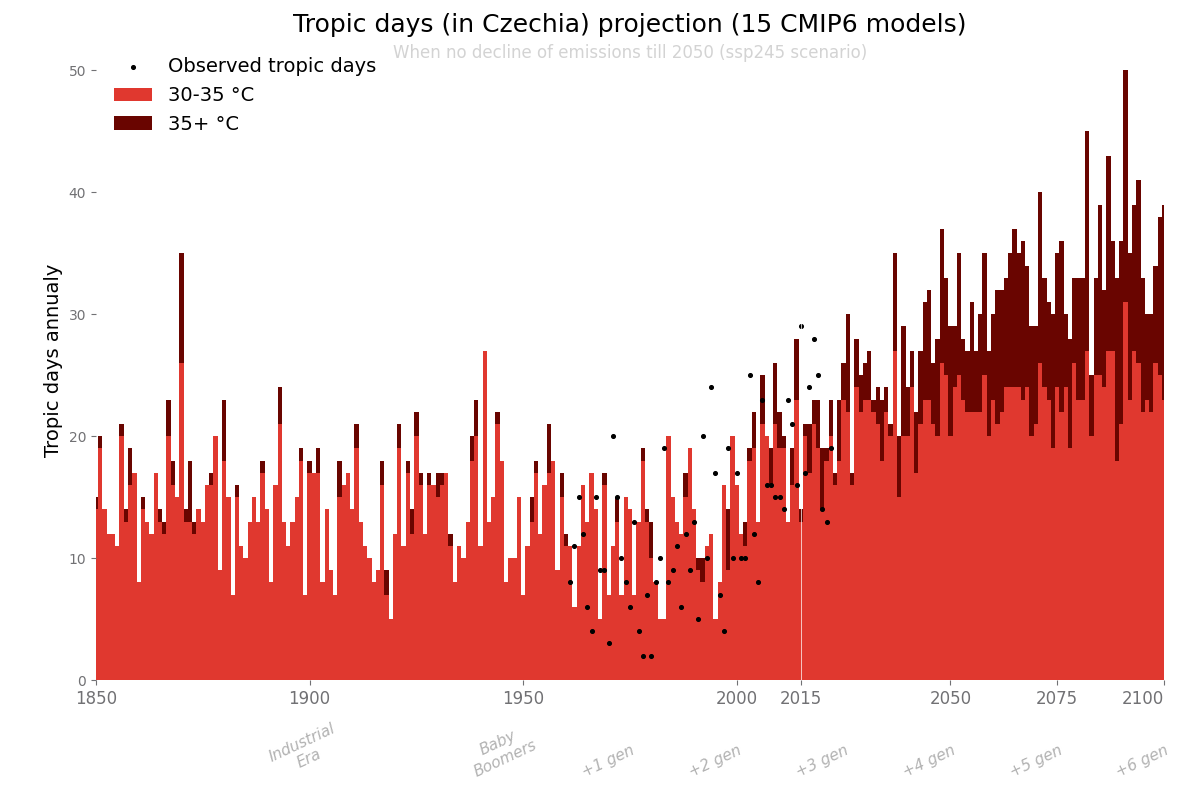 Tropic days (in Czechia) projection (15 CMIP6 models)
When no decline of emissions till 2050 (ssp245 scenario)
Observed tropic days
30-35 °C
35+ °C
Tropic days annualy
50
40
30
20
10
0
1850 1900 1950 2000 2015 2050 2075 2100
Industrial
Era
Baby
Boomers
+1 gen
+2 gen
+3 gen
+4 gen
+5 gen
+6 gen